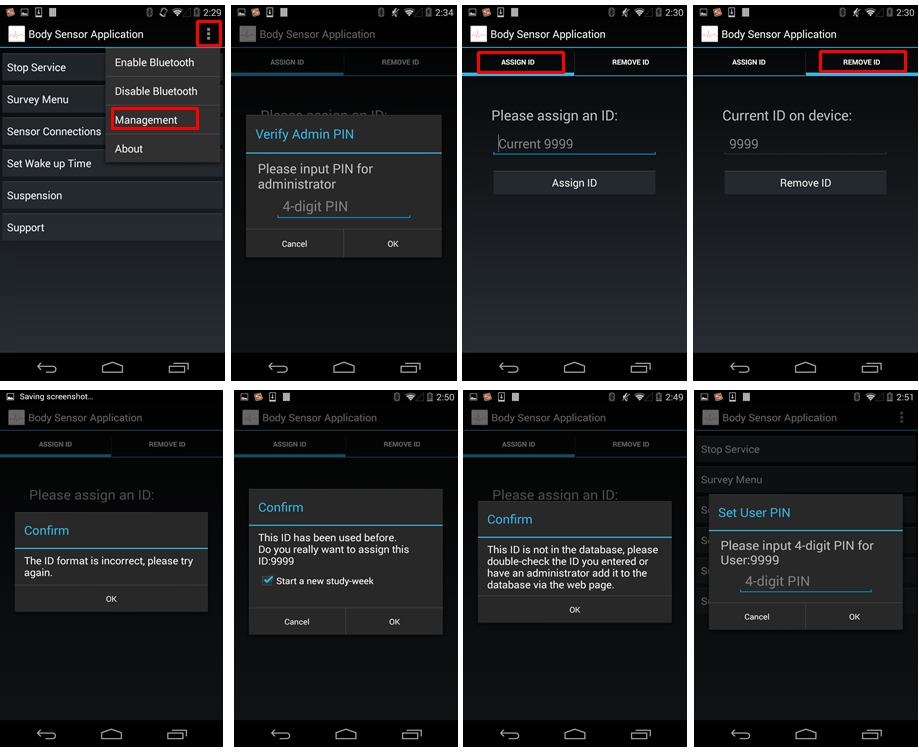 2:29
Body Sensor Application
Stop Service
Survey Menu
Sensor Connections
Set Wake up Time
Suspension
Support
Enable Bluetooth
Disable Bluetooth
Management
About
2:34
Body Sensor Application
ASSIGN ID
REMOVE ID
Please assign an ID:
Verify Admin PIN
Please input PIN for
administrator
4-digit PIN
Cancel
OK
2:30
Body Sensor Application
ASSIGN ID
REMOVE ID
Please assign an ID:
Current 9999
Assign ID
2:30
Body Sensor Application
ASSIGN ID
REMOVE ID
Current ID on device:
9999
Remove ID
Saving screenshot...
Body Sensor Application
ASSIGN ID
REMOVE ID
Please assign an ID:
Confirm
The ID format is incorrect, please try
again.
OK
2:50
Body Sensor Application
ASSIGN ID
REMOVE ID
Confirm
This ID has been used before.
Do you really want to assign this
ID:9999
Start a new study-week
Cancel
OK
2:49
Body Sensor Application
ASSIGN ID
REMOVE ID
Please assign an ID:
Confirm
This ID is not in the database, please
double-check the ID you entered or
have an administrator add it to the
database via the web page.
OK
2:51
Body Sensor Application
Stop Service
Survey Menu
Set User PIN
Please input 4-digit PIN for
User:9999
4-digit PIN
Cancel
OK